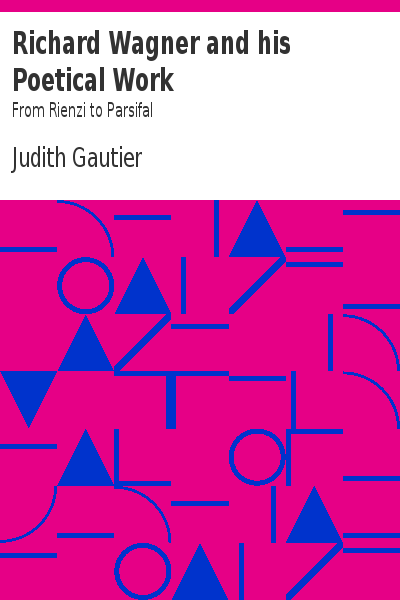 Richard Wagner and his
Poetical Work
From Rienzi to Parsifal
Judith Gautier